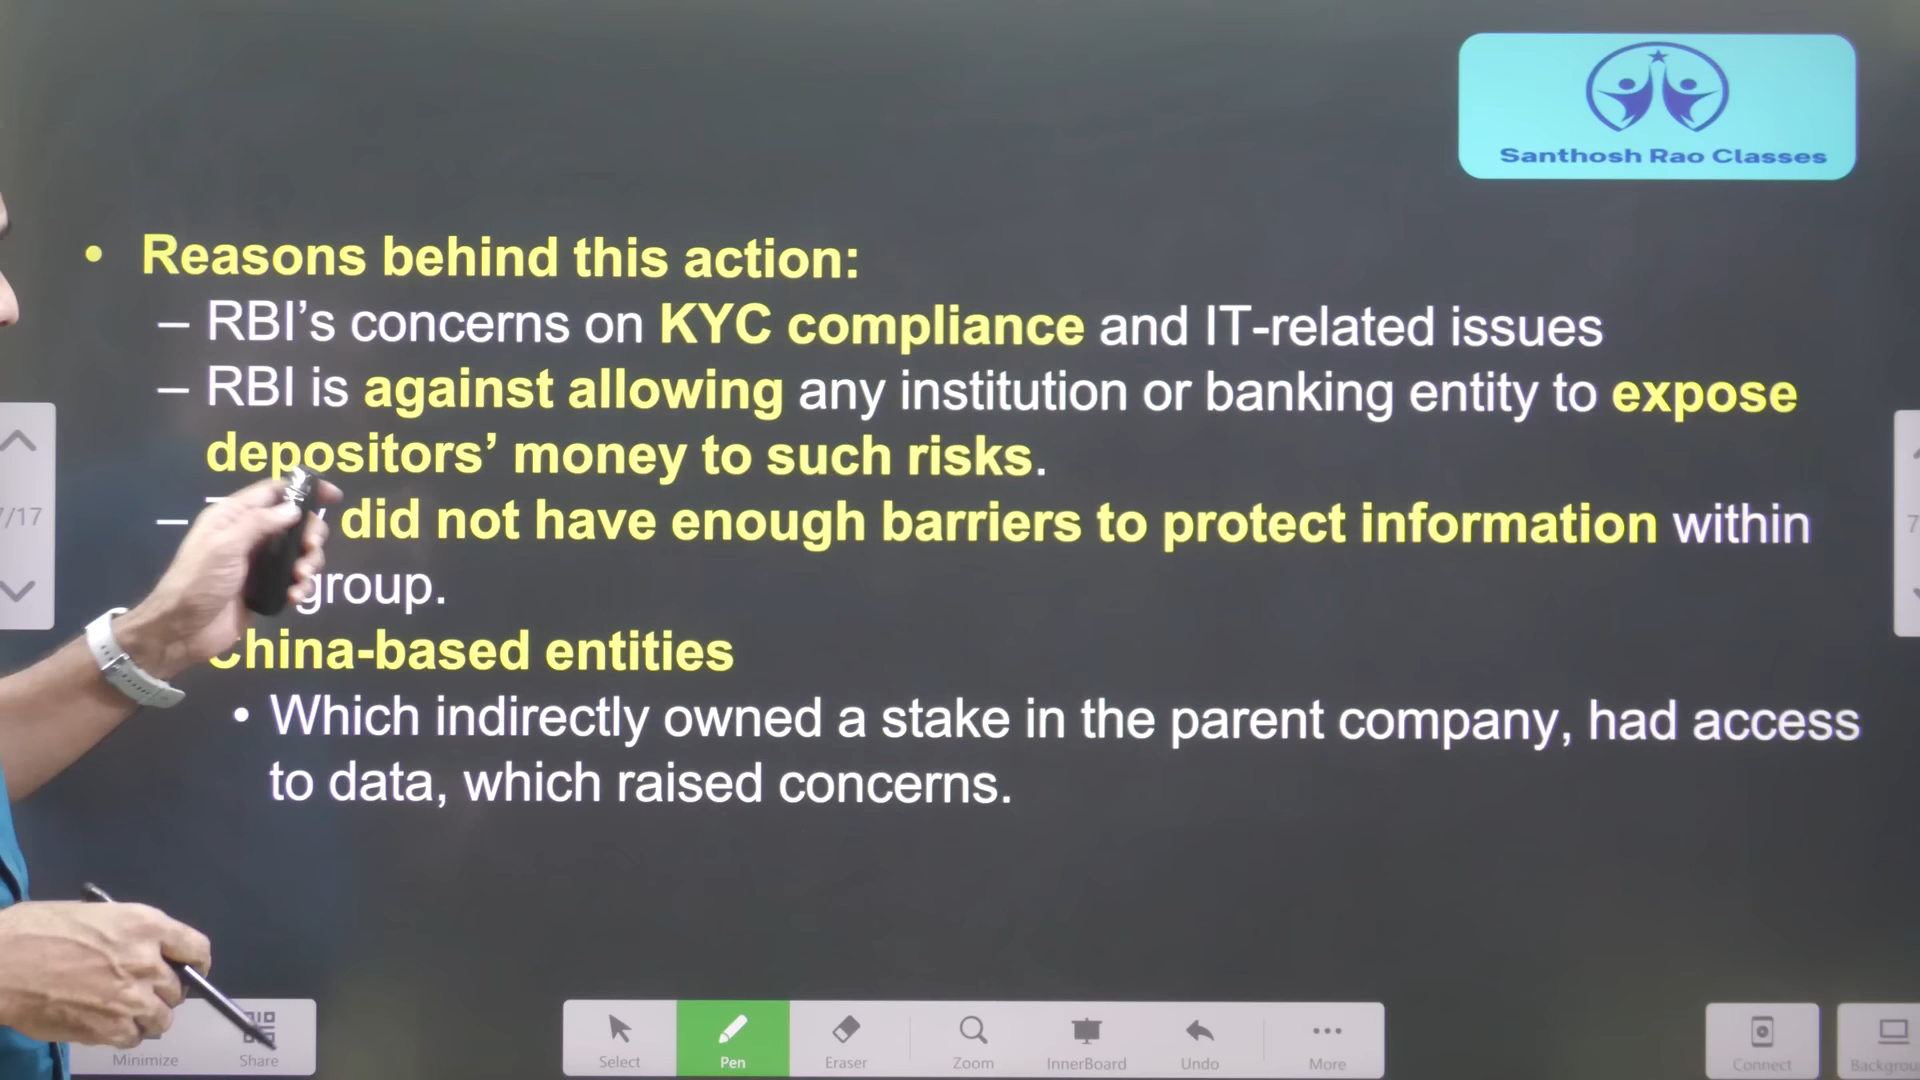 Santhosh Rao Classes
• Reasons behind this action:
– RBI's concerns on KYC compliance and IT-related issues
– RBI is against allowing any institution or banking entity to expose
depositors' money to such risks.
– did not have enough barriers to protect information within
group.
China-based entities
• Which indirectly owned a stake in the parent company, had access
to data, which raised concerns.
7/17
Minimize
Share
Select
Pen
Eraser
Zoom
InnerBoard
Undo
More
Connect